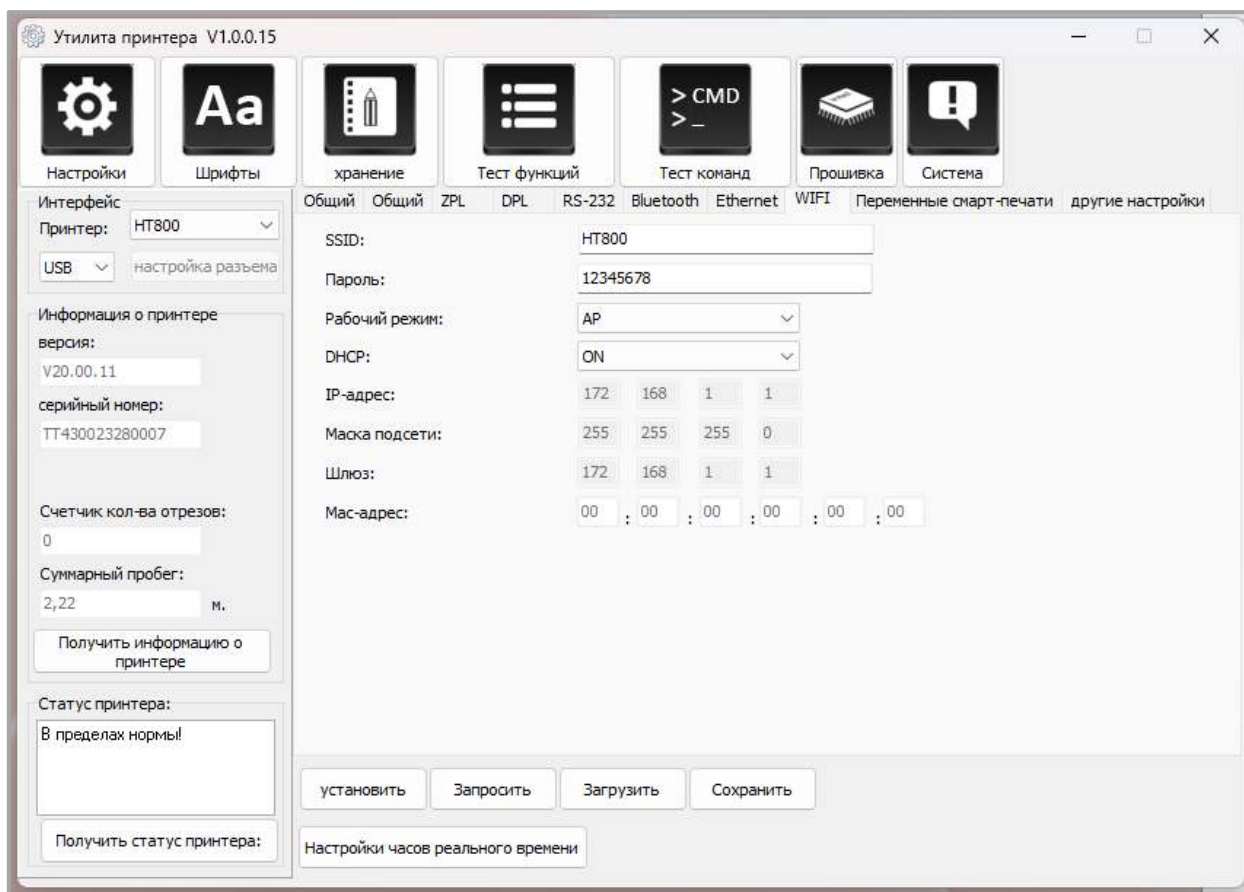 Утилита принтера V1.0.0.15
Aa
> CMD
> _
Настройки Шрифты хранение Тест функций Тест команд Прошивка Система
Интерфейс
Принтер: HT800
USB настройка разъема
Информация о принтере
версия:
V20.00.11
серийный номер:
TT430023280007
Счетчик кол-ва отрезов:
0
Суммарный пробег:
2,22 м.
Получить информацию о
принтере
Статус принтера:
В пределах нормы!
Получить статус принтера:
Общий Общий ZPL DPL RS-232 Bluetooth Ethernet WIFI Переменные смарт-печати другие настройки
SSID: HT800
Пароль: 12345678
Рабочий режим: AP
DHCP: ON
IP-адрес: 172 168 1 1
Маска подсети: 255 255 255 0
Шлюз: 172 168 1 1
Мас-адрес: 00 : 00 : 00 : 00 : 00 : 00
установить Запросить Загрузить Сохранить
Настройки часов реального времени